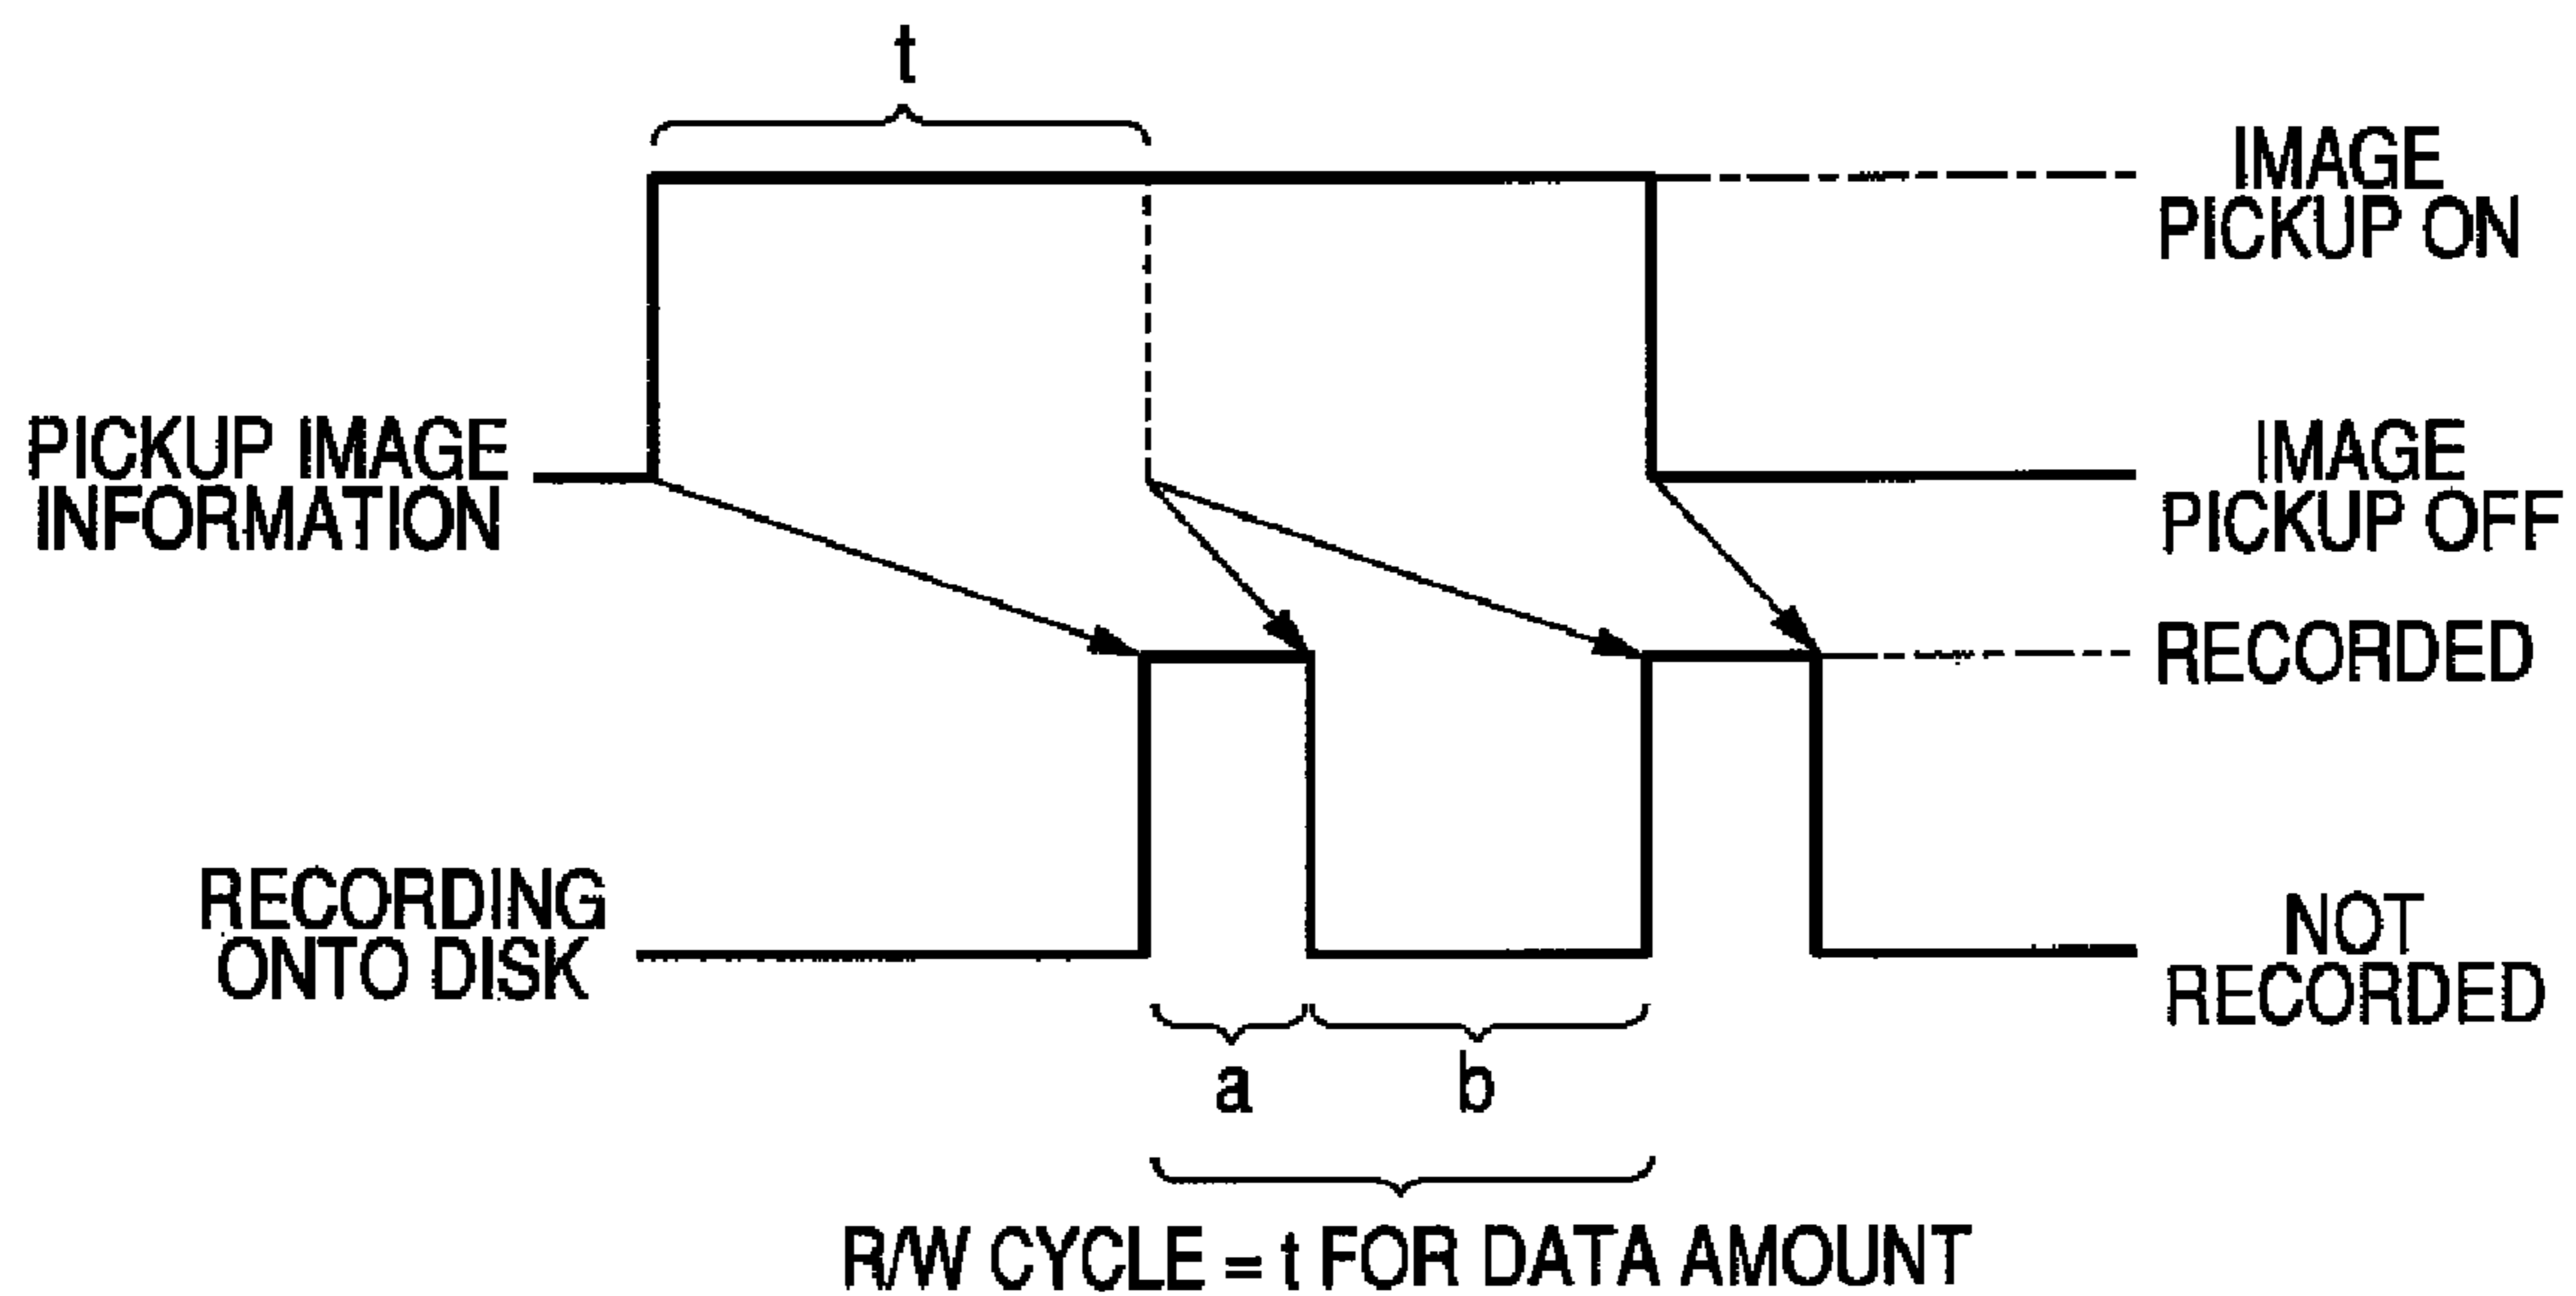 t
IMAGE
PICKUP ON
PICKUP IMAGE
INFORMATION
IMAGE
PICKUP OFF
RECORDED
RECORDING
ONTO DISK
NOT
RECORDED
a
b
R/W CYCLE = t FOR DATA AMOUNT